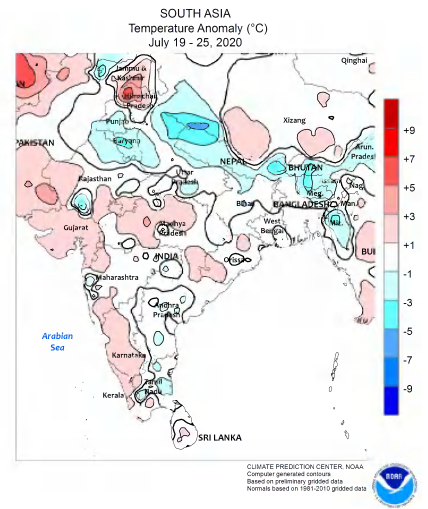 SOUTH ASIA
Temperature Anomaly (°C)
July 19 - 25, 2020
Qinghai
Jammu &
Kashmir
Himachal
Pradesh
Xizang
Punjab
PAKISTAN
Haryana
Arun.
Pradesh
NEPAL
BHUTAN
Uttar
Pradesh
Rajasthan
Nag.
Meg.
Bihar
BANGLADESH
Man.
Miz.
Gujarat
Madhya
Pradesh
West
Bengal
INDIA
Orissa
BU
Maharashtra
Andhra
Pradesh
Arabian
Sea
Karnataka
Tamil
Nadu
Kerala
SRI LANKA
+9
+7
+5
+3
+1
-1
-3
-5
-7
-9
CLIMATE PREDICTION CENTER, NOAA
Computer generated contours
Based on preliminary gridded data
Normals based on 1981-2010 gridded data
NOAA